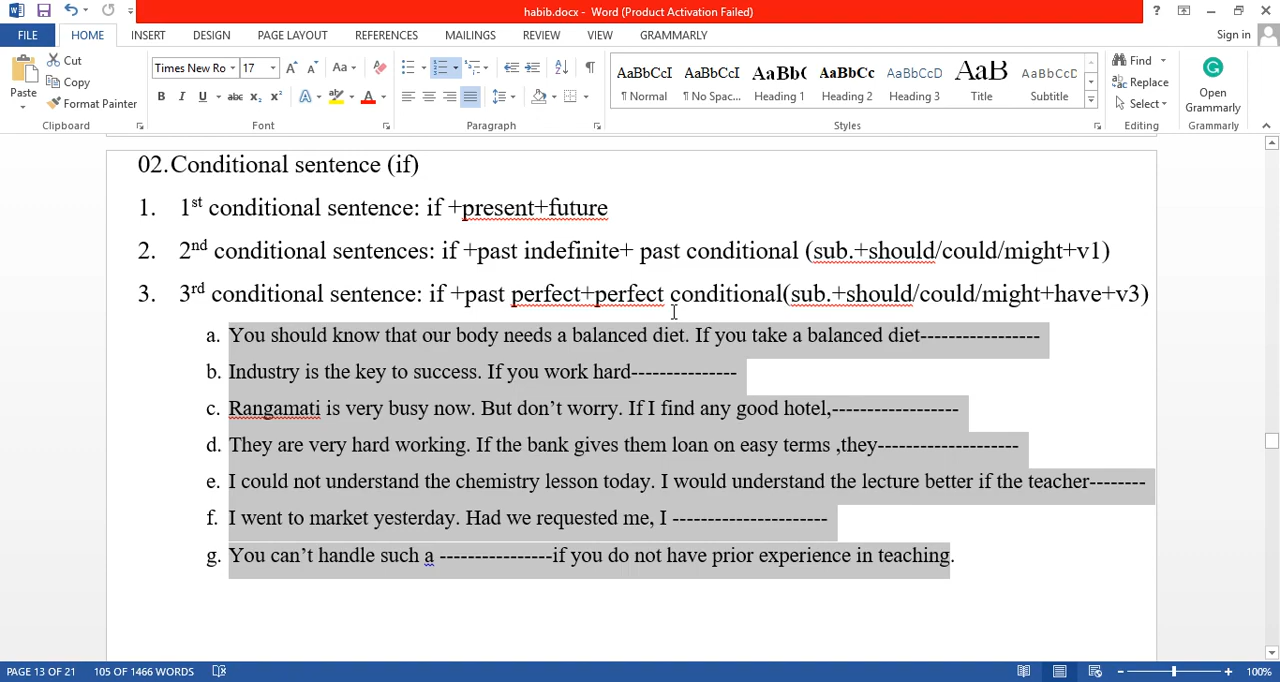 habib.docx - Word (Product Activation Failed)
FILE HOME INSERT DESIGN PAGE LAYOUT REFERENCES MAILINGS REVIEW VIEW GRAMMARLY Sign in
Paste Cut Copy Format Painter Clipboard
Times New Ro 17 Font
Paragraph
AaBbCcI ¶ Normal
AaBbCcI ¶ No Spac...
AaBb( Heading 1
AaBbCc Heading 2
AaBbCcD Heading 3
AaB Title
AaBbCcD Subtitle
Styles
Find Replace Select Editing
Open Grammarly Grammarly
02.Conditional sentence (if)
1. 1st conditional sentence: if +present+future
2. 2nd conditional sentences: if +past indefinite+ past conditional (sub.+should/could/might+v1)
3. 3rd conditional sentence: if +past perfect+perfect conditional(sub.+should/could/might+have+v3)
a. You should know that our body needs a balanced diet. If you take a balanced diet-----------------
b. Industry is the key to success. If you work hard---------------
c. Rangamati is very busy now. But don’t worry. If I find any good hotel,------------------
d. They are very hard working. If the bank gives them loan on easy terms ,they--------------------
e. I could not understand the chemistry lesson today. I would understand the lecture better if the teacher--------
f. I went to market yesterday. Had we requested me, I ----------------------
g. You can’t handle such a ----------------if you do not have prior experience in teaching.
PAGE 13 OF 21 105 OF 1466 WORDS 100%